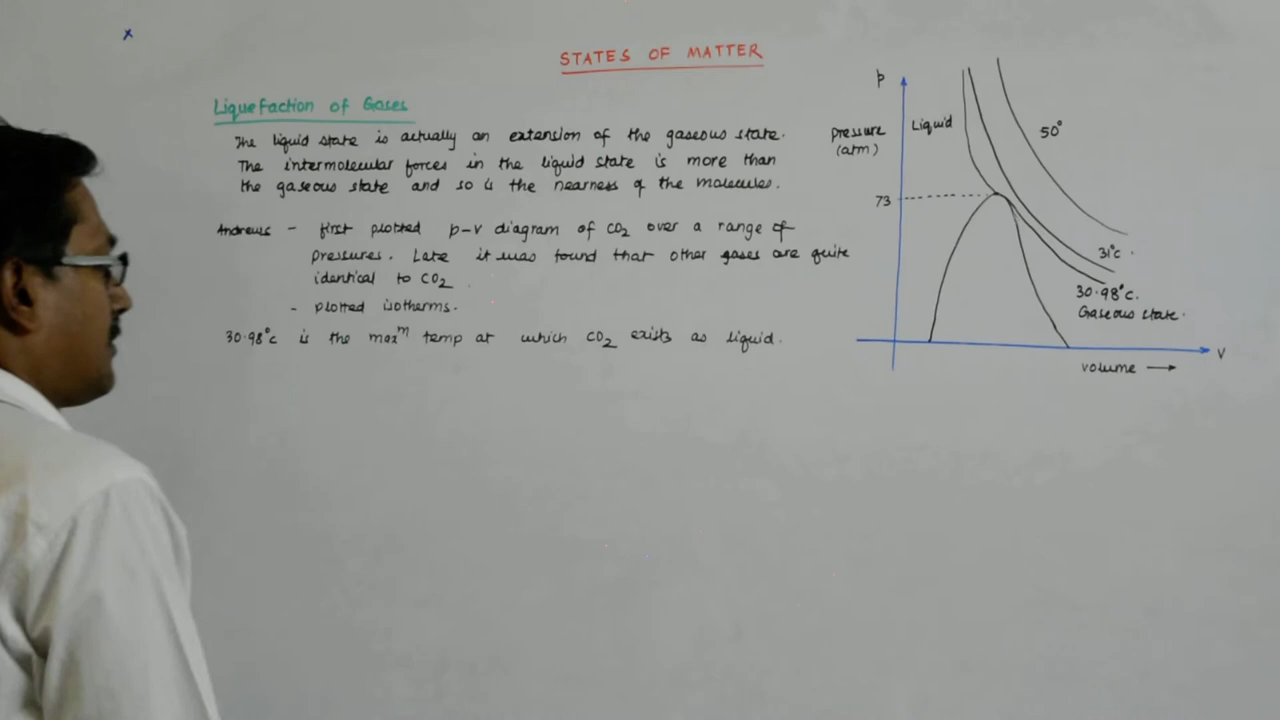 x
STATES OF MATTER
Liquefaction of Gases
The liquid state is actually an extension of the gaseous state.
The intermolecular forces in the liquid state is more than
the gaseous state and so is the nearness of the molecules.
Andrews - first plotted p-v diagram of CO2 over a range of
pressures. Late it was found that other gases are quite
identical to CO2.
- plotted isotherms.
30.98°c is the maxm temp at which CO2 exists as liquid.
p
Pressure
(atm)
Liquid
50°
73
31°c.
30.98°c.
Gaseous state.
v
volume →